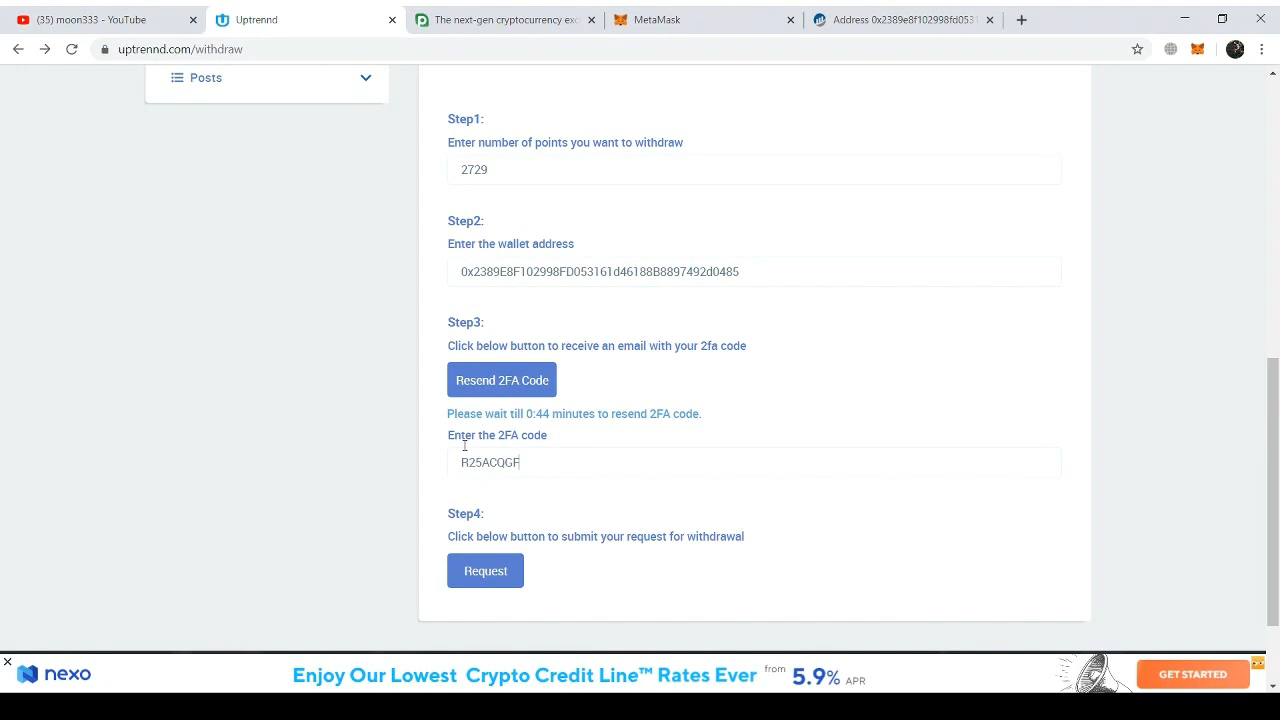 (35) moon333 - YouTube
Uptrennd
The next-gen cryptocurrency exc
MetaMask
Address 0x2389e8f102998fd0531
uptrennd.com/withdraw
Posts
Step1:
Enter number of points you want to withdraw
2729
Step2:
Enter the wallet address
0x2389E8F102998FD053161d46188B8897492d0485
Step3:
Click below button to receive an email with your 2fa code
Resend 2FA Code
Please wait till 0:44 minutes to resend 2FA code.
Enter the 2FA code
R25ACQGF
Step4:
Click below button to submit your request for withdrawal
Request
nexo
Enjoy Our Lowest Crypto Credit Line™ Rates Ever from 5.9% APR
GET STARTED